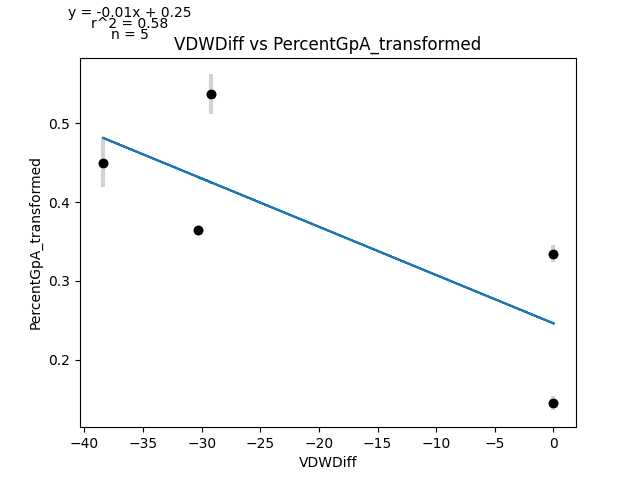 y = -0.01x + 0.25
r^2 = 0.58
n = 5
VDWDiff vs PercentGpA_transformed
PercentGpA_transformed
0.5
0.4
0.3
0.2
−40 −35 −30 −25 −20 −15 −10 −5 0
VDWDiff